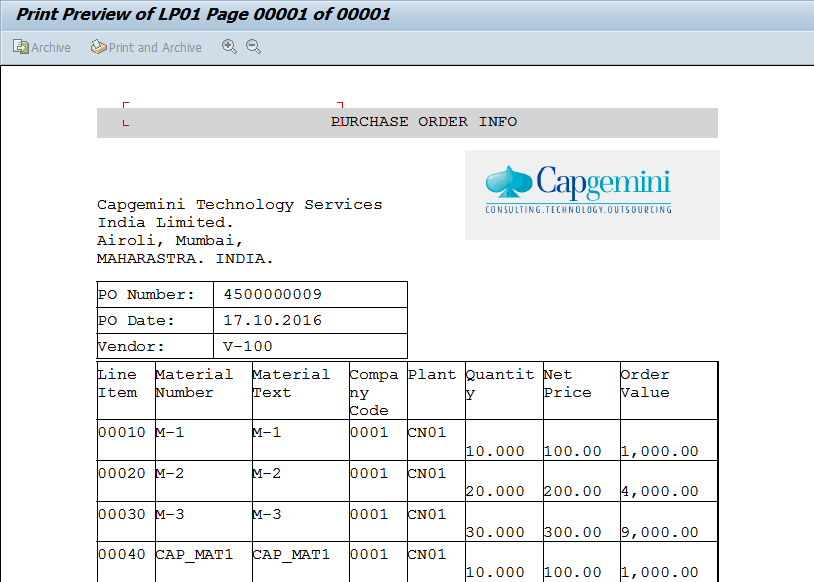 Print Preview of LP01 Page 00001 of 00001
Archive Print and Archive
PURCHASE ORDER INFO
Capgemini
CONSULTING.TECHNOLOGY.OUTSOURCING
Capgemini Technology Services
India Limited.
Airoli, Mumbai,
MAHARASTRA. INDIA.
PO Number: 4500000009
PO Date: 17.10.2016
Vendor: V-100
Line Material Material Compa Plant Quantit Net Order
Item Number Text ny y Price Value
Code
00010 M-1 M-1 0001 CN01
10.000 100.00 1,000.00
00020 M-2 M-2 0001 CN01
20.000 200.00 4,000.00
00030 M-3 M-3 0001 CN01
30.000 300.00 9,000.00
00040 CAP_MAT1 CAP_MAT1 0001 CN01
10.000 100.00 1,000.00